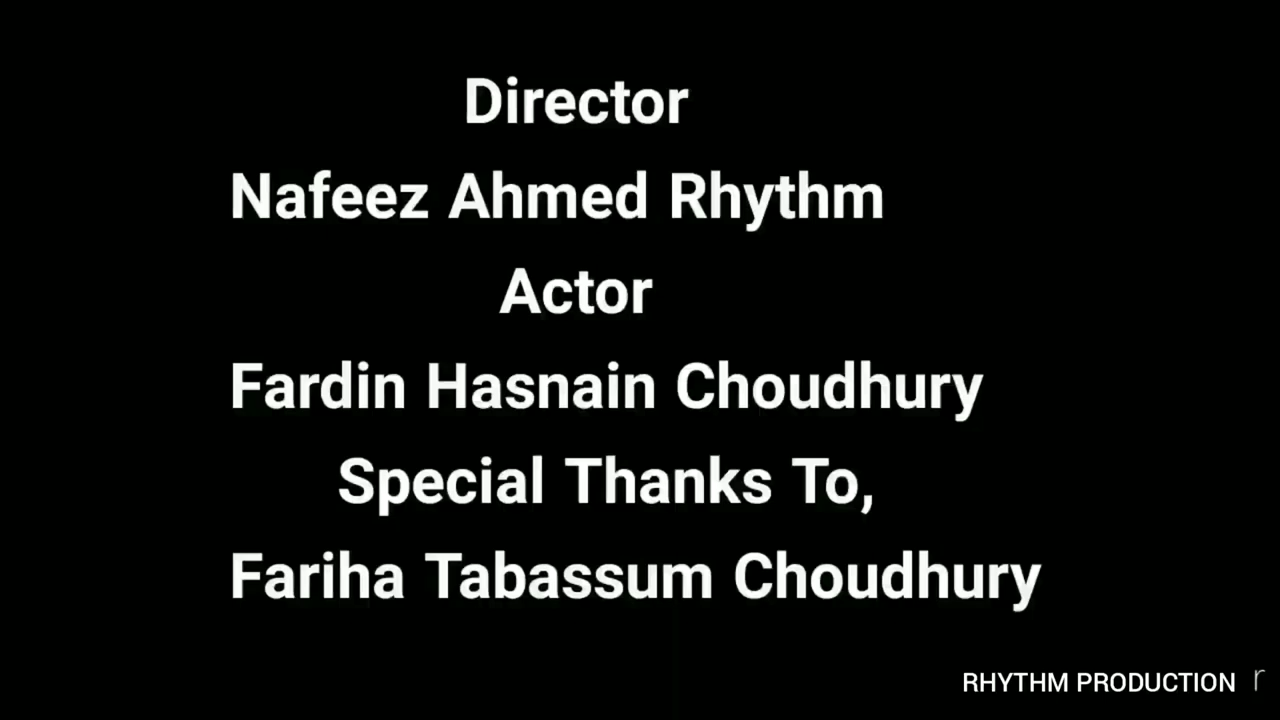 Director
Nafeez Ahmed Rhythm
Actor
Fardin Hasnain Choudhury
Special Thanks To,
Fariha Tabassum Choudhury
RHYTHM PRODUCTION r